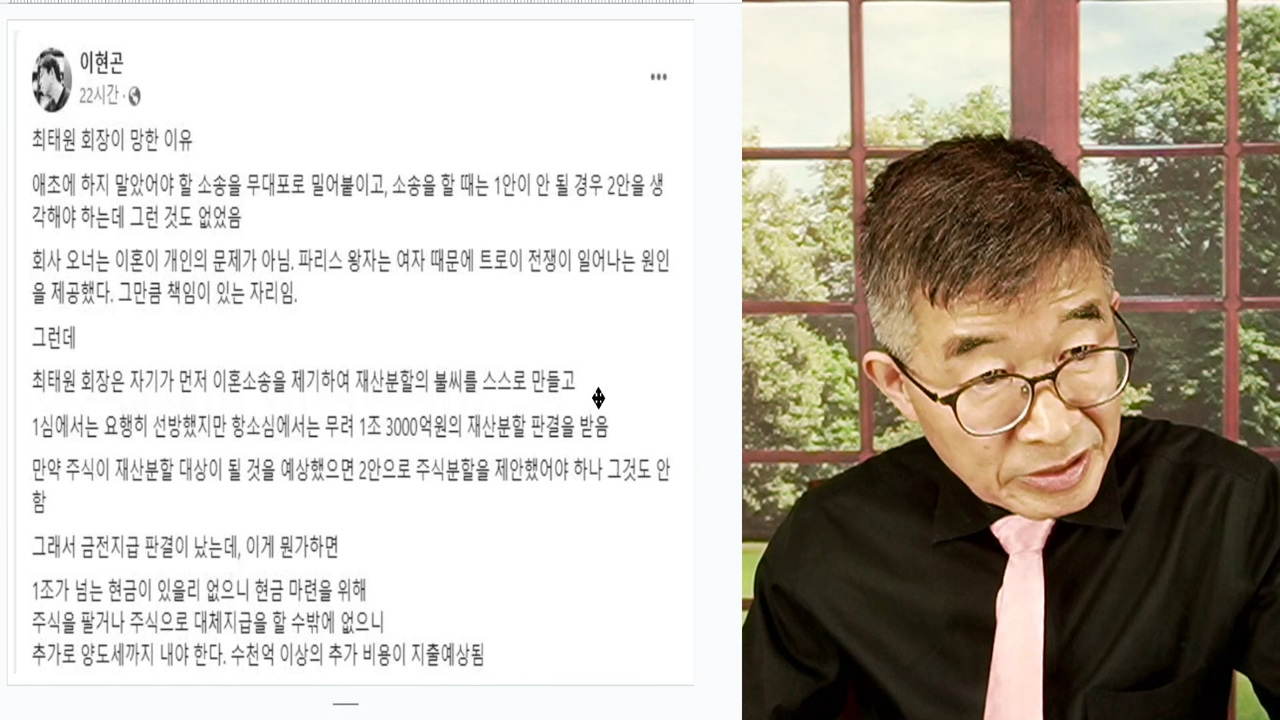 이현곤
22시간 ·
최태원 회장이 망한 이유
애초에 하지 말았어야 할 소송을 무대포로 밀어붙이고, 소송을 할 때는 1안이 안 될 경우 2안을 생
각해야 하는데 그런 것도 없었음
회사 오너는 이혼이 개인의 문제가 아님. 파리스 왕자는 여자 때문에 트로이 전쟁이 일어나는 원인
을 제공했다. 그만큼 책임이 있는 자리임.
그런데
최태원 회장은 자기가 먼저 이혼소송을 제기하여 재산분할의 불씨를 스스로 만들고
1심에서는 요행히 선방했지만 항소심에서는 무려 1조 3000억원의 재산분할 판결을 받음
만약 주식이 재산분할 대상이 될 것을 예상했으면 2안으로 주식분할을 제안했어야 하나 그것도 안
함
그래서 금전지급 판결이 났는데, 이게 뭔가하면
1조가 넘는 현금이 있을리 없으니 현금 마련을 위해
주식을 팔거나 주식으로 대체지급을 할 수밖에 없으니
추가로 양도세까지 내야 한다. 수천억 이상의 추가 비용이 지출예상됨